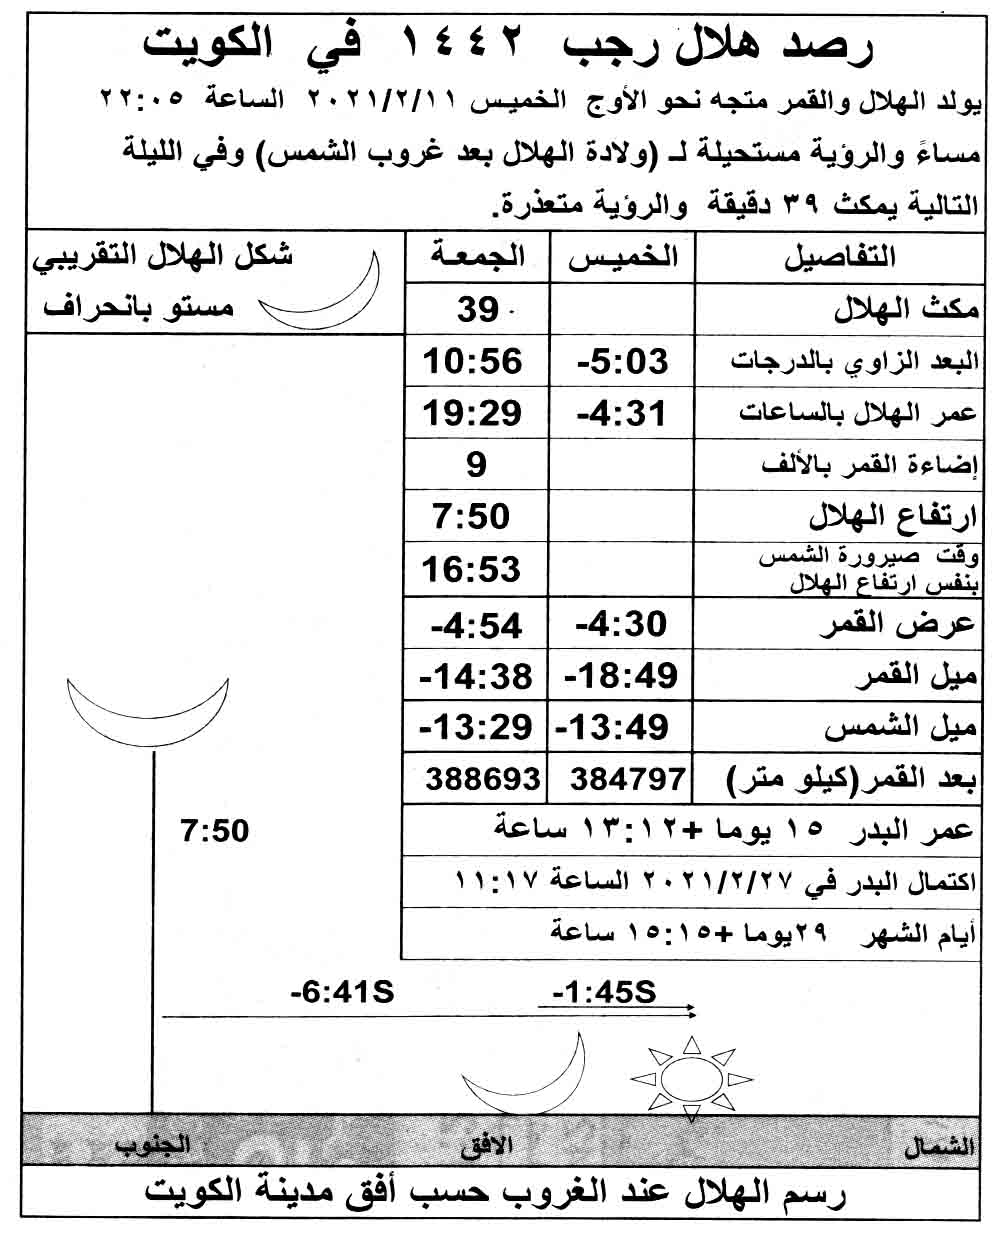 رصد هلال رجب ١٤٤٢ في الكويت
يولد الهلال والقمر متجه نحو الأوج الخميس ٢٠٢١/٢/١١ الساعة ٢٢:٠٥
مساءً والرؤية مستحيلة لـ (ولادة الهلال بعد غروب الشمس) وفي الليلة
التالية يمكث ٣٩ دقيقة والرؤية متعذرة.
التفاصيل الخميس الجمعة شكل الهلال التقريبي
مستو بانحراف
مكث الهلال 39
البعد الزاوي بالدرجات -5:03 10:56
عمر الهلال بالساعات -4:31 19:29
إضاءة القمر بالألف 9
ارتفاع الهلال 7:50
وقت صيرورة الشمس
بنفس ارتفاع الهلال 16:53
عرض القمر -4:30 -4:54
ميل القمر -18:49 -14:38
ميل الشمس -13:49 -13:29
بعد القمر(كيلو متر) 384797 388693
عمر البدر ١٥ يوما +١٣:١٢ ساعة
7:50
اكتمال البدر في ٢٠٢١/٢/٢٧ الساعة ١١:١٧
أيام الشهر ٢٩يوما +١٥:١٥ ساعة
-1:45S -6:41S
الشمال الافق الجنوب
رسم الهلال عند الغروب حسب أفق مدينة الكويت